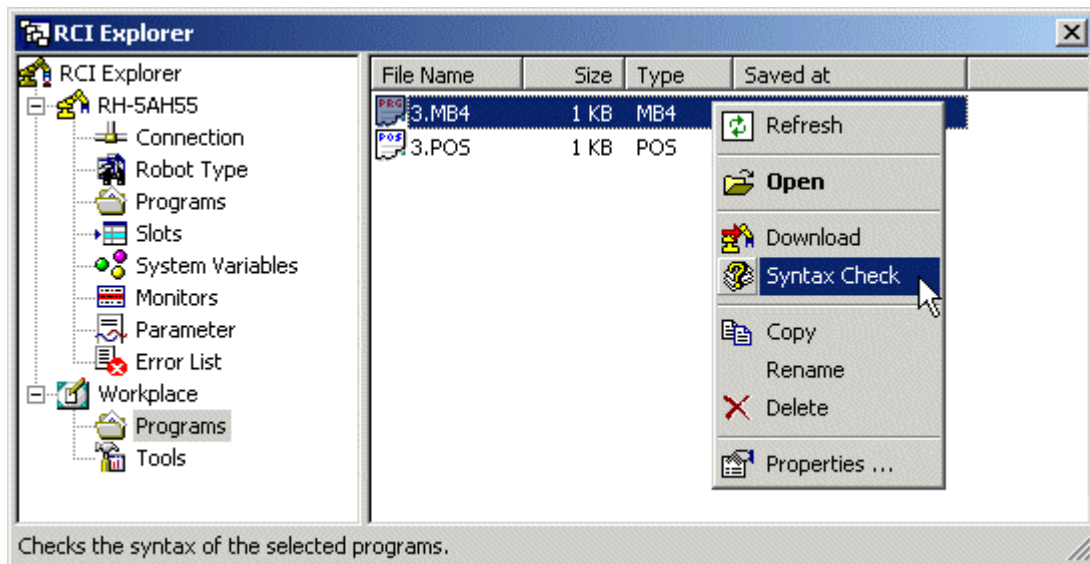 RCI Explorer
RCI Explorer
RH-5AH55
Connection
Robot Type
Programs
Slots
System Variables
Monitors
Parameter
Error List
Workplace
Programs
Tools
File Name Size Type Saved at
PRG 3.MB4 1 KB MB4
POS 3.POS 1 KB POS
Refresh
Open
Download
Syntax Check
Copy
Rename
Delete
Properties ...
Checks the syntax of the selected programs.